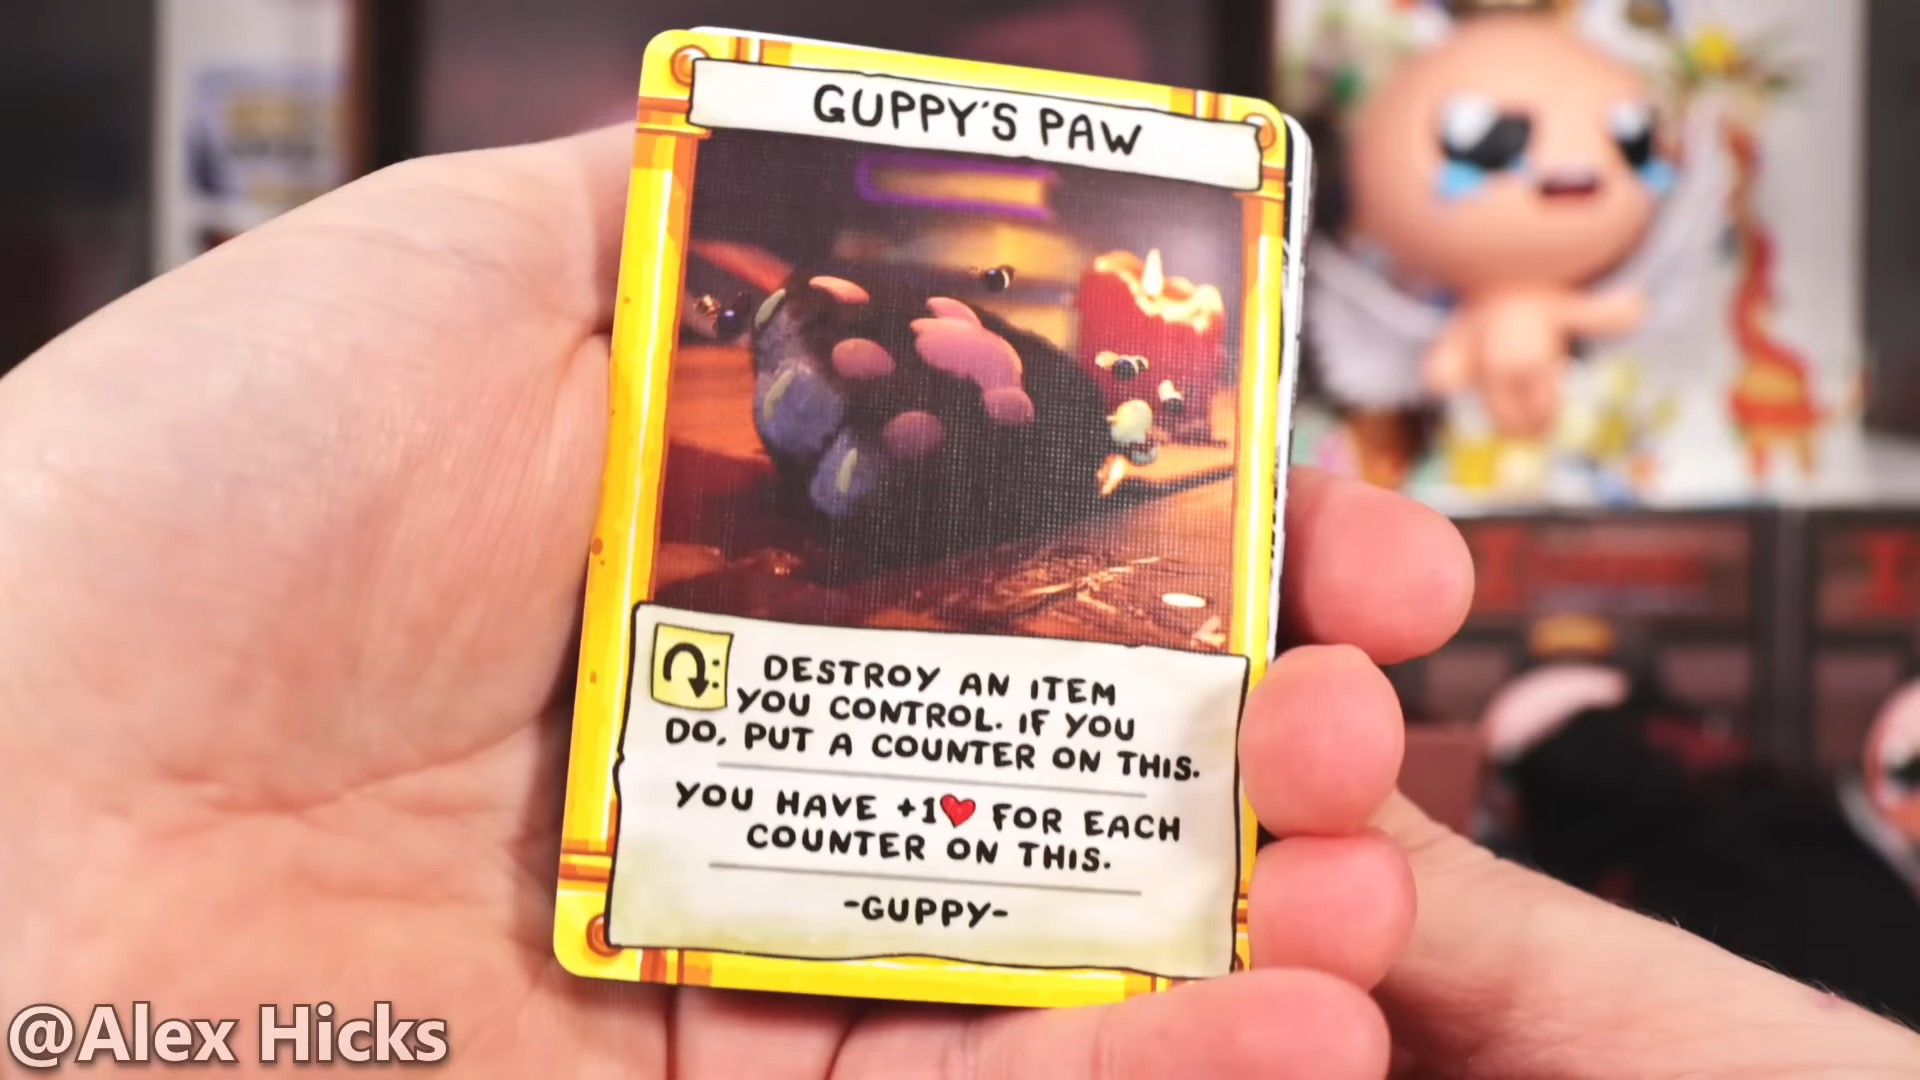 GUPPY'S PAW
DESTROY AN ITEM
YOU CONTROL. IF YOU
DO, PUT A COUNTER ON THIS.
YOU HAVE +1❤ FOR EACH
COUNTER ON THIS.
-GUPPY-
@Alex Hicks